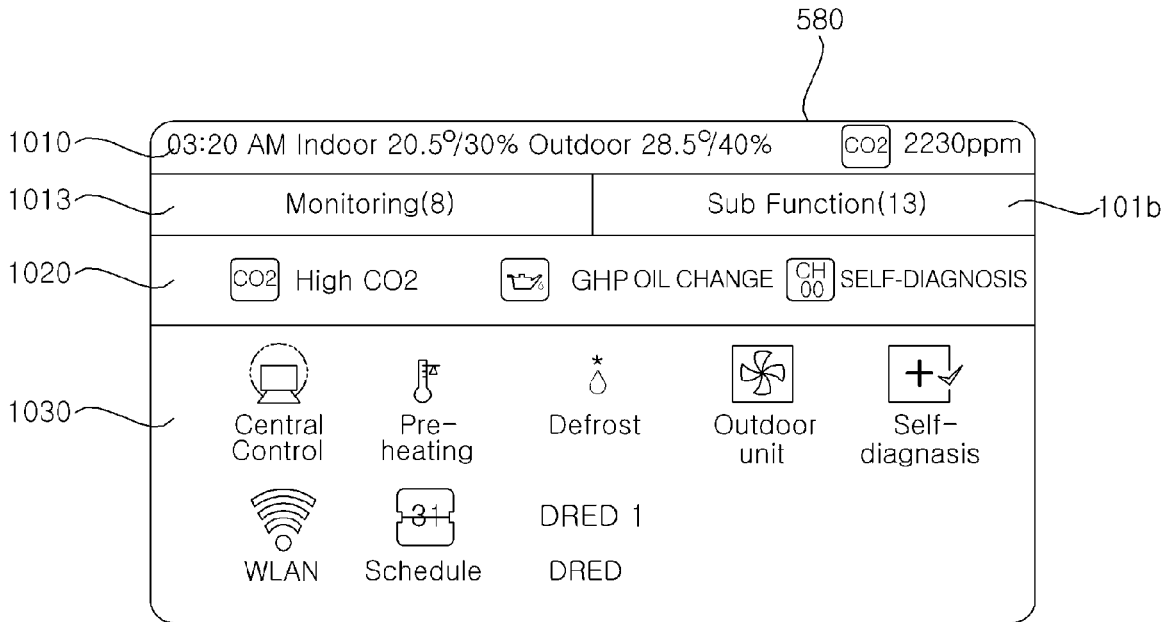 580
1010
03:20 AM Indoor 20.5°/30% Outdoor 28.5°/40% CO2 2230ppm
1013
Monitoring(8)
Sub Function(13)
101b
1020
CO2 High CO2
GHP OIL CHANGE
CH
00
SELF-DIAGNOSIS
1030
Central
Control
Pre-
heating
Defrost
Outdoor
unit
Self-
diagnasis
31
DRED 1
WLAN
Schedule
DRED